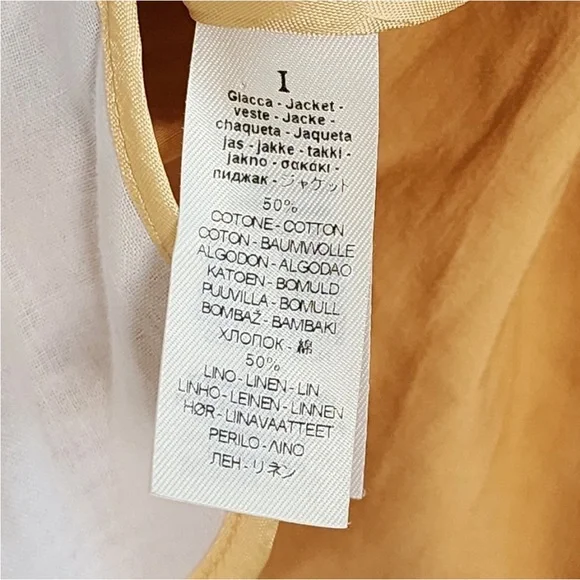 I
Giacca - Jacket -
veste - Jacke -
chaqueta - Jaqueta
jas - jakke - takki -
jakno - σακάκι -
пиджак - ジャケット
50%
COTONE - COTTON
COTON - BAUMWOLLE
ALGODON - ALGODAO
KATOEN - BOMULD
PUUVILLA - BOMULL
BOMBAŽ - BAMBAKI
ХЛОПОК - 綿
50%
LINO - LINEN - LIN
LINHO - LEINEN - LINNEN
HØR - LIINAVAATTEET
PERILO - ΛΙΝΟ
ЛЕН - リネン